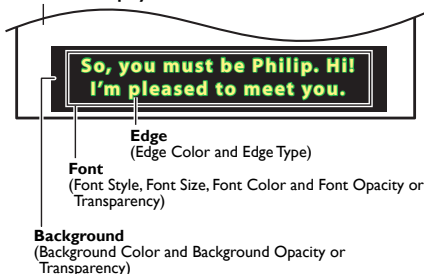 So, you must be Philip. Hi!
I'm pleased to meet you.
Edge
(Edge Color and Edge Type)
Font
(Font Style, Font Size, Font Color and Font Opacity or
Transparency)
Background
(Background Color and Background Opacity or
Transparency)